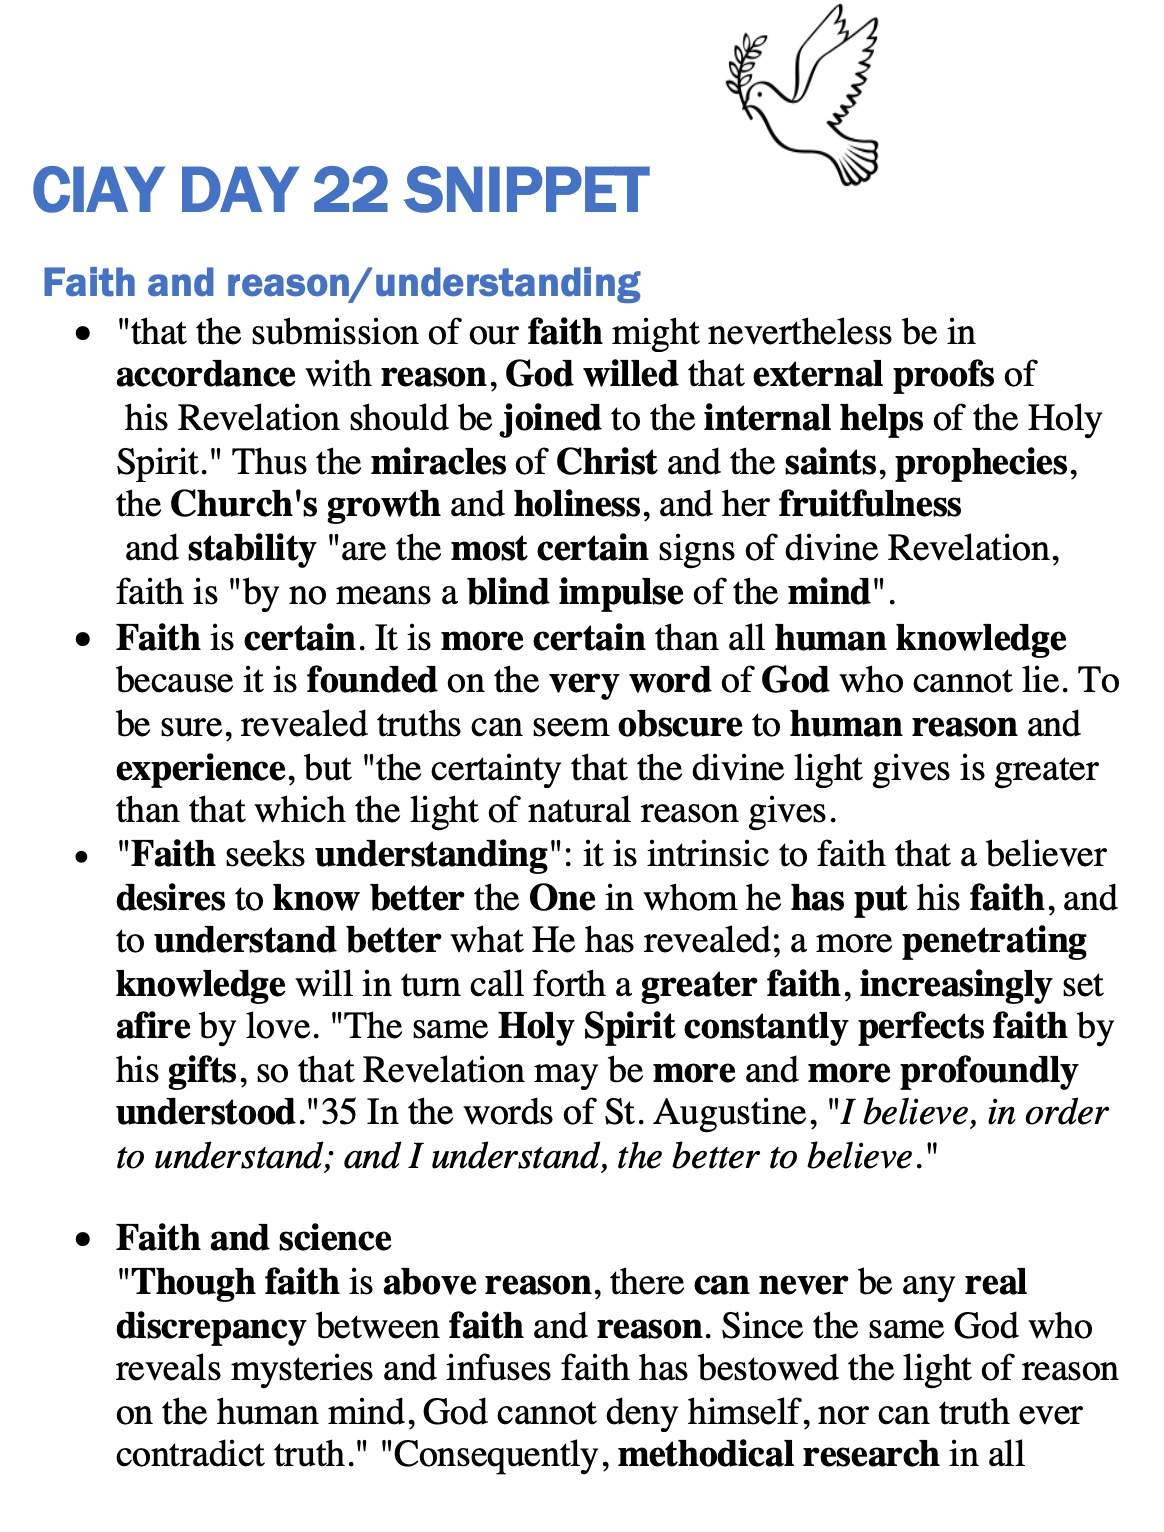 CIAY DAY 22 SNIPPET
Faith and reason/understanding
• "that the submission of our faith might nevertheless be in
accordance with reason, God willed that external proofs of
his Revelation should be joined to the internal helps of the Holy
Spirit." Thus the miracles of Christ and the saints, prophecies,
the Church's growth and holiness, and her fruitfulness
and stability "are the most certain signs of divine Revelation,
faith is "by no means a blind impulse of the mind".
• Faith is certain. It is more certain than all human knowledge
because it is founded on the very word of God who cannot lie. To
be sure, revealed truths can seem obscure to human reason and
experience, but "the certainty that the divine light gives is greater
than that which the light of natural reason gives.
• "Faith seeks understanding": it is intrinsic to faith that a believer
desires to know better the One in whom he has put his faith, and
to understand better what He has revealed; a more penetrating
knowledge will in turn call forth a greater faith, increasingly set
afire by love. "The same Holy Spirit constantly perfects faith by
his gifts, so that Revelation may be more and more profoundly
understood."35 In the words of St. Augustine, "I believe, in order
to understand; and I understand, the better to believe."
• Faith and science
"Though faith is above reason, there can never be any real
discrepancy between faith and reason. Since the same God who
reveals mysteries and infuses faith has bestowed the light of reason
on the human mind, God cannot deny himself, nor can truth ever
contradict truth." "Consequently, methodical research in all